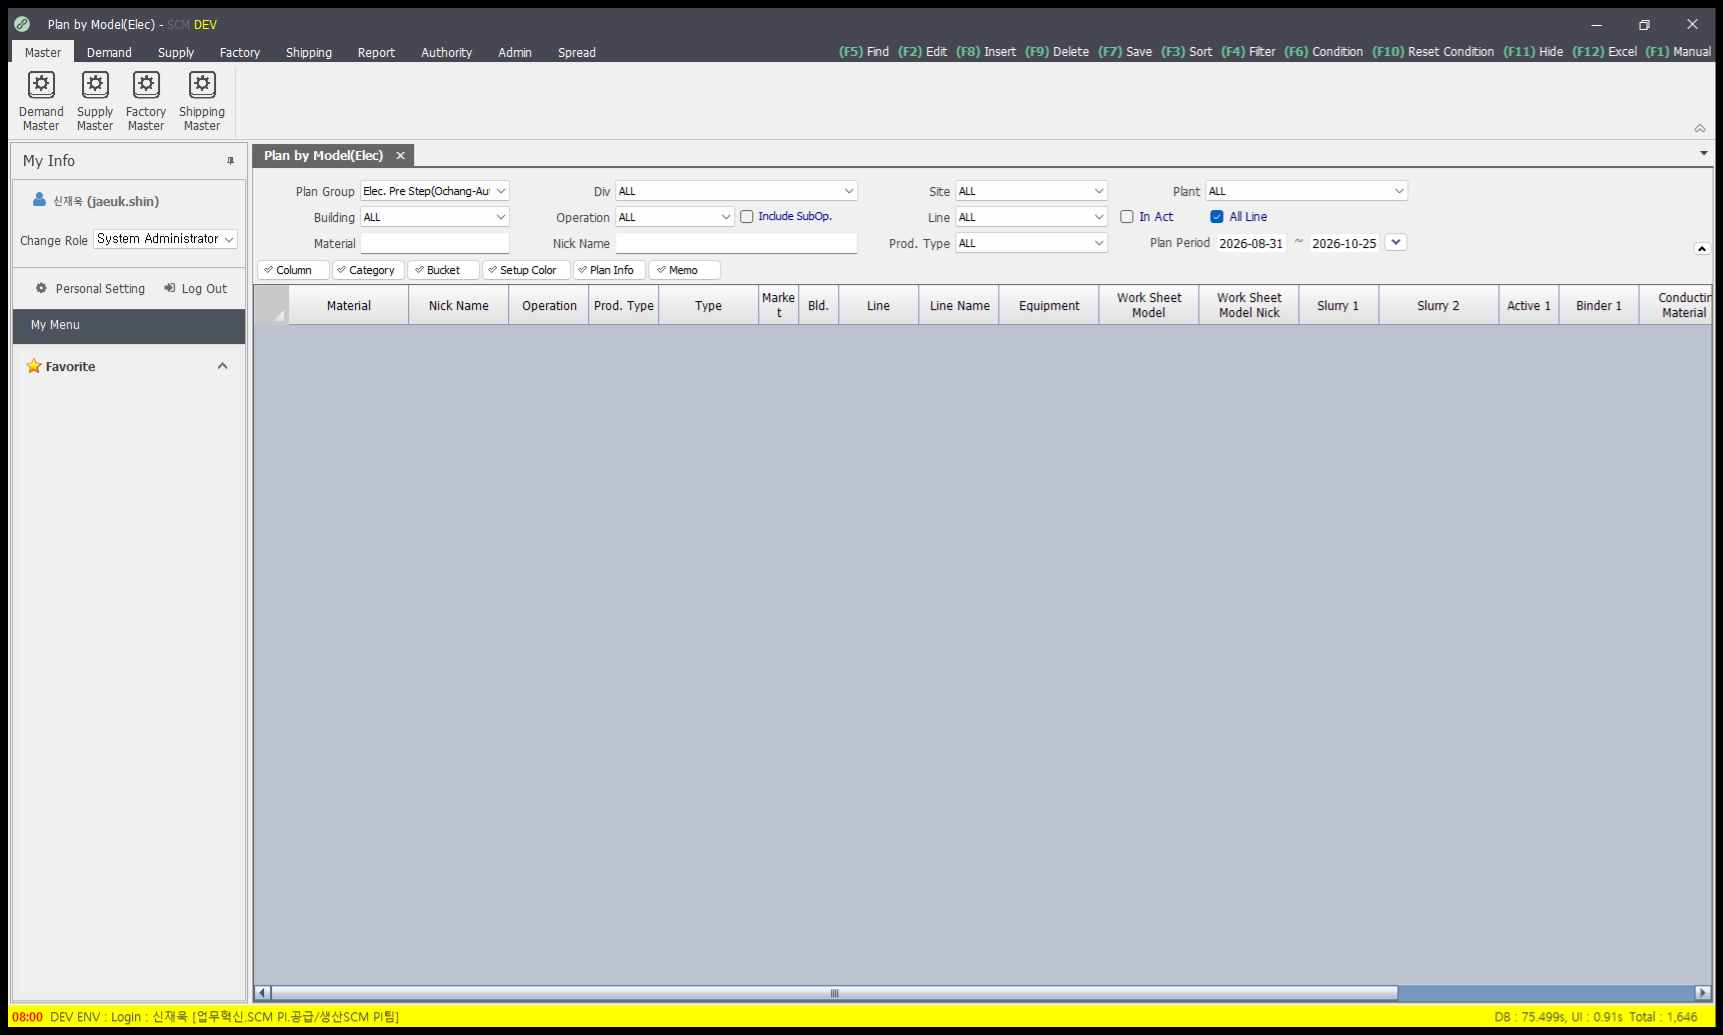 Plan by Model(Elec) - SCM DEV
Master Demand Supply Factory Shipping Report Authority Admin Spread (F5) Find (F2) Edit (F8) Insert (F9) Delete (F7) Save (F3) Sort (F4) Filter (F6) Condition (F10) Reset Condition (F11) Hide (F12) Excel (F1) Manual
Demand Master
Supply Master
Factory Master
Shipping Master
My Info
신재욱 (jaeuk.shin)
Change Role System Administrator
Personal Setting Log Out
My Menu
Favorite
Plan by Model(Elec)
Plan Group Elec. Pre Step(Ochang-Aut Div ALL Site ALL Plant ALL
Building ALL Operation ALL Include SubOp. Line ALL In Act All Line
Material Nick Name Prod. Type ALL Plan Period 2026-08-31 ~ 2026-10-25
Column Category Bucket Setup Color Plan Info Memo
Material Nick Name Operation Prod. Type Type Market Bld. Line Line Name Equipment Work Sheet Model Work Sheet Model Nick Slurry 1 Slurry 2 Active 1 Binder 1 Conductin Material
08:00 DEV ENV : Login : 신재욱 [업무혁신.SCM PI.공급/생산SCM PI팀] DB : 75.499s, UI : 0.91s Total : 1,646